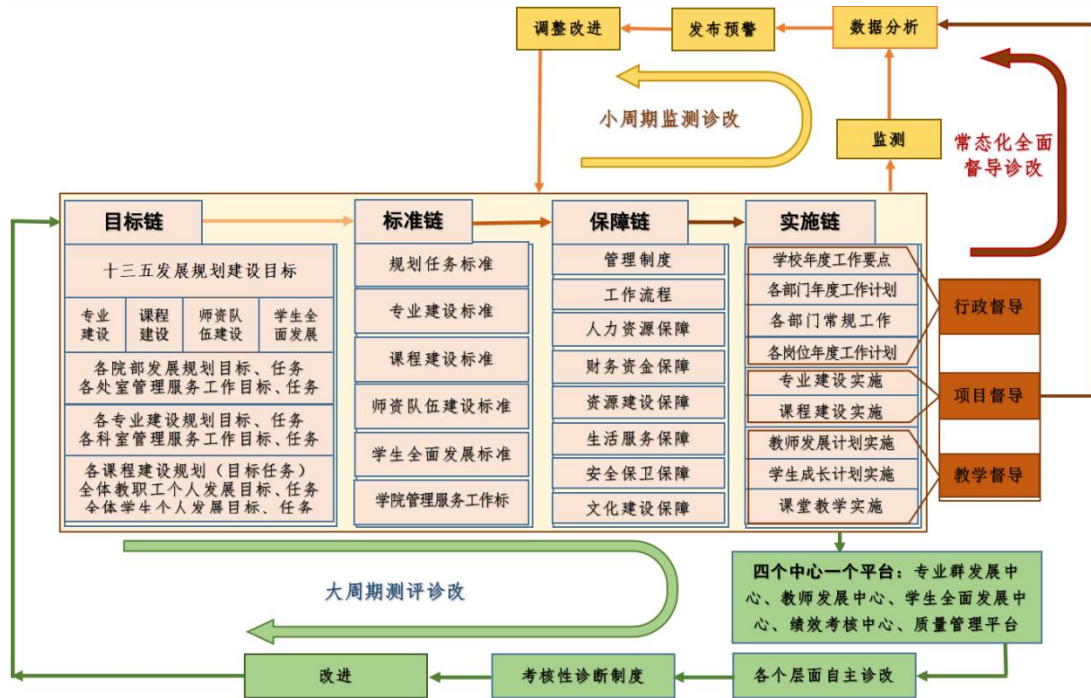 调整改进
发布预警
数据分析
小周期监测诊改
监测
常态化全面
督导诊改
目标链
标准链
保障链
实施链
十三五发展规划建设目标
专业
建设
课程
建设
师资队
伍建设
学生全
面发展
各院部发展规划目标、任务
各处室管理服务工作目标、任务
各专业建设规划目标、任务
各科室管理服务工作目标、任务
各课程建设规划（目标任务）
全体教职工个人发展目标、任务
全体学生个人发展目标、任务
规划任务标准
专业建设标准
课程建设标准
师资队伍建设标准
学生全面发展标准
学院管理服务工作标
管理制度
工作流程
人力资源保障
财务资金保障
资源建设保障
生活服务保障
安全保卫保障
文化建设保障
学校年度工作要点
各部门年度工作计划
各部门常规工作
各岗位年度工作计划
专业建设实施
课程建设实施
教师发展计划实施
学生成长计划实施
课堂教学实施
行政督导
项目督导
教学督导
大周期测评诊改
四个中心一个平台：专业群发展中
心、教师发展中心、学生全面发展中
心、绩效考核中心、质量管理平台
改进
考核性诊断制度
各个层面自主诊改